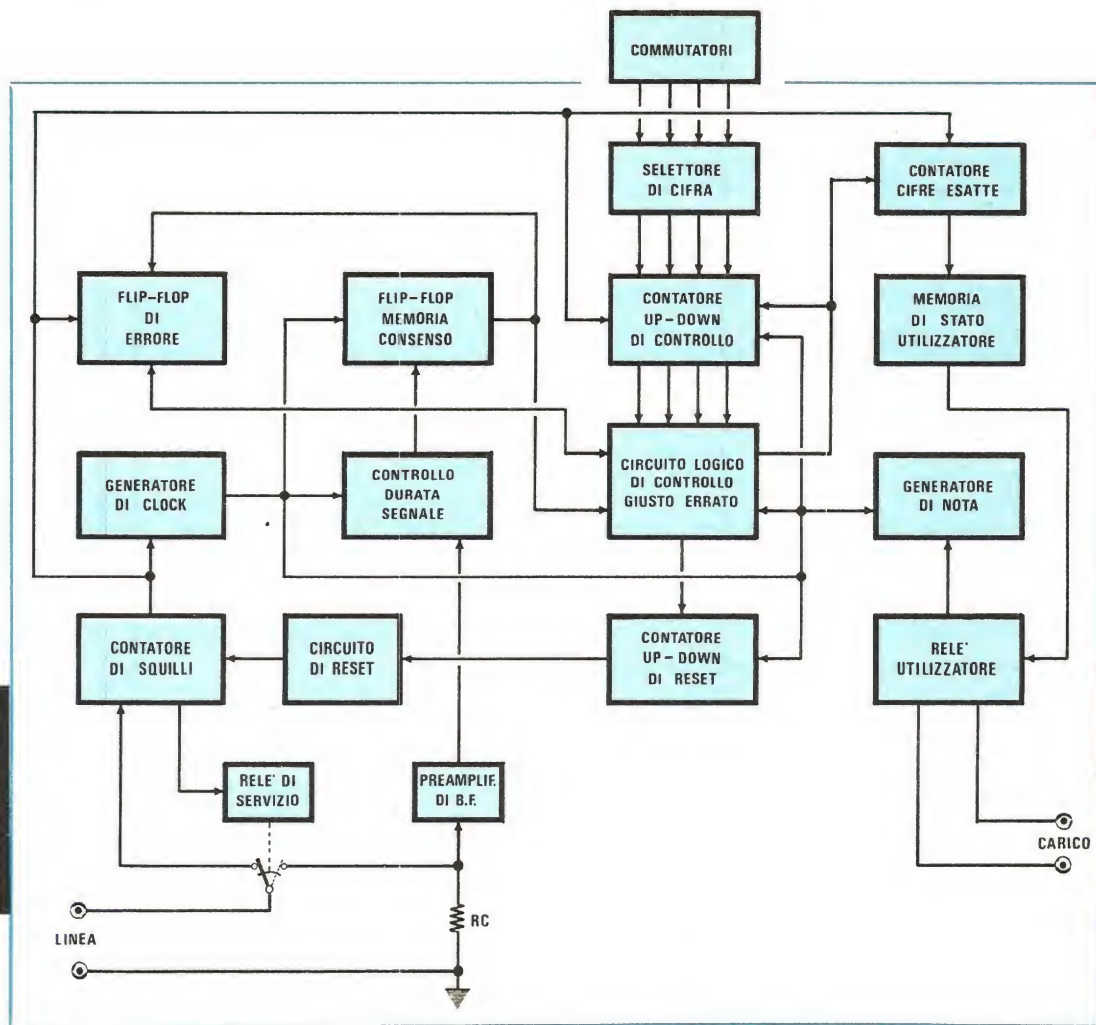 COMMUTATORI
SELETTORE
DI CIFRA
CONTATORE
CIFRE ESATTE
FLIP-FLOP
DI
ERRORE
FLIP-FLOP
MEMORIA
CONSENSO
CONTATORE
UP-DOWN
DI CONTROLLO
MEMORIA
DI STATO
UTILIZZATORE
GENERATORE
DI CLOCK
CONTROLLO
DURATA
SEGNALE
CIRCUITO LOGICO
DI CONTROLLO
GIUSTO ERRATO
GENERATORE
DI NOTA
CONTATORE
DI SQUILLI
CIRCUITO
DI RESET
CONTATORE
UP-DOWN
DI RESET
RELE'
UTILIZZATORE
RELE' DI
SERVIZIO
PREAMPLIF.
DI B.F.
CARICO
RC
LINEA